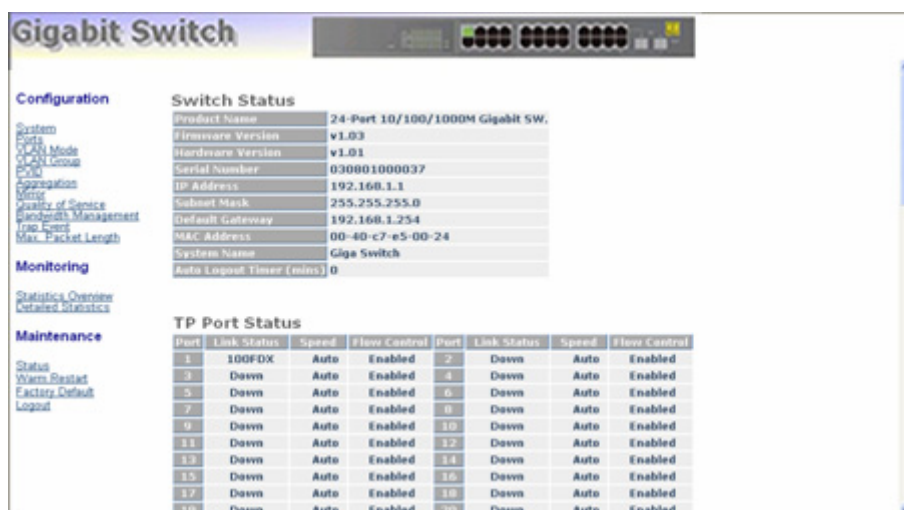 Gigabit Switch
Configuration
System
Ports
VLAN Mode
VLAN Group
PVID
Aggregation
Mirror
Quality of Service
Bandwidth Management
Trap Event
Max. Packet Length
Monitoring
Statistics Overview
Detailed Statistics
Maintenance
Status
Warm Restart
Factory Default
Logout
Switch Status
Product Name 24-Port 10/100/1000M Gigabit SW.
Firmware Version v1.03
Hardware Version v1.01
Serial Number 030801000037
IP Address 192.168.1.1
Subnet Mask 255.255.255.0
Default Gateway 192.168.1.254
MAC Address 00-40-c7-e5-00-24
System Name Giga Switch
Auto Logout Timer (mins) 0
TP Port Status
Port Link Status Speed Flow Control Port Link Status Speed Flow Control
1 100FDX Auto Enabled 2 Down Auto Enabled
3 Down Auto Enabled 4 Down Auto Enabled
5 Down Auto Enabled 6 Down Auto Enabled
7 Down Auto Enabled 8 Down Auto Enabled
9 Down Auto Enabled 10 Down Auto Enabled
11 Down Auto Enabled 12 Down Auto Enabled
13 Down Auto Enabled 14 Down Auto Enabled
15 Down Auto Enabled 16 Down Auto Enabled
17 Down Auto Enabled 18 Down Auto Enabled
19 Down Auto Enabled 20 Down Auto Enabled